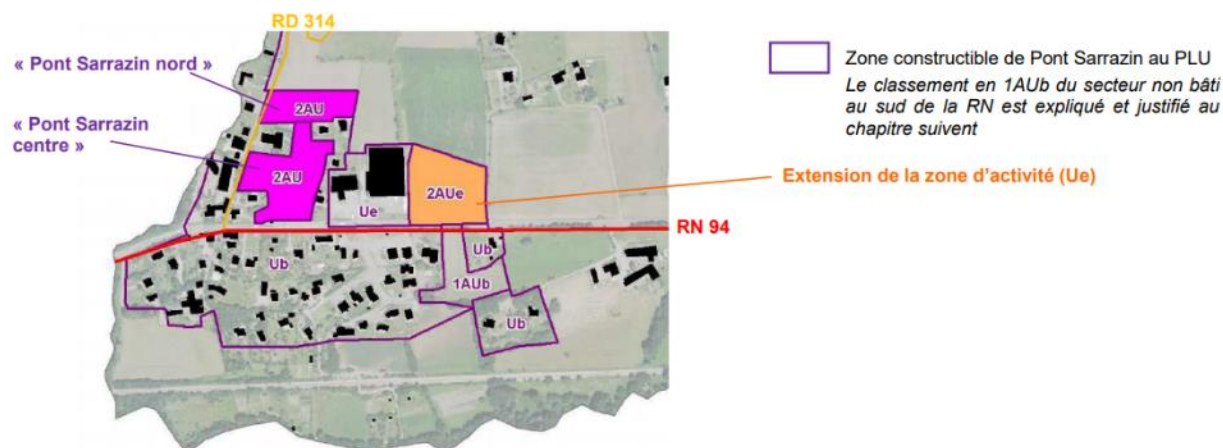 RD 314
« Pont Sarrazin nord »
2AU
« Pont Sarrazin
centre »
2AU
2AUe
Ue
Extension de la zone d’activité (Ue)
RN 94
Ub
Ub
1AUb
Ub
Zone constructible de Pont Sarrazin au PLU
Le classement en 1AUb du secteur non bâti
au sud de la RN est expliqué et justifié au
chapitre suivant